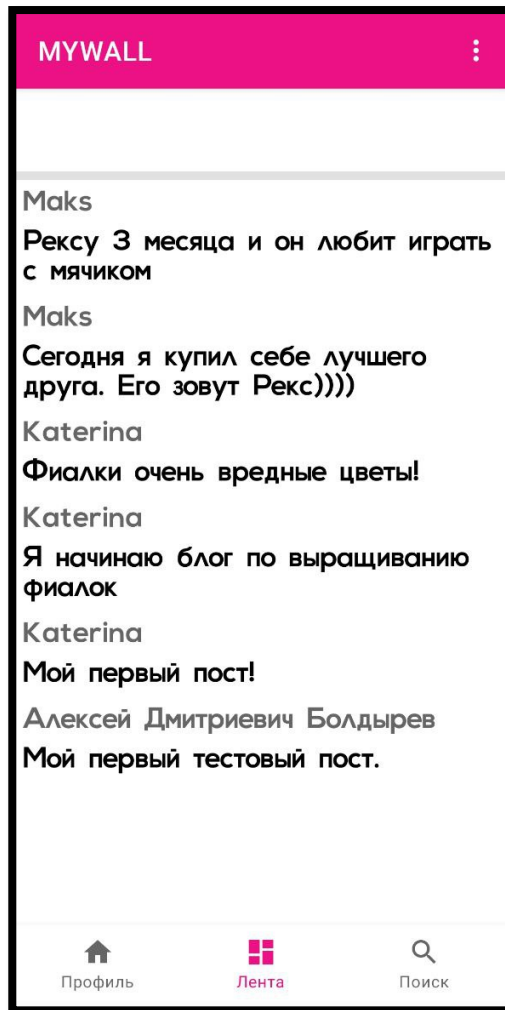 MYWALL
Maks
Рексу 3 месяца и он любит играть
с мячиком
Maks
Сегодня я купил себе лучшего
друга. Его зовут Рекс))))
Katerina
Фиалки очень вредные цветы!
Katerina
Я начинаю блог по выращиванию
фиалок
Katerina
Мой первый пост!
Алексей Дмитриевич Болдырев
Мой первый тестовый пост.
Профиль
Лента
Поиск